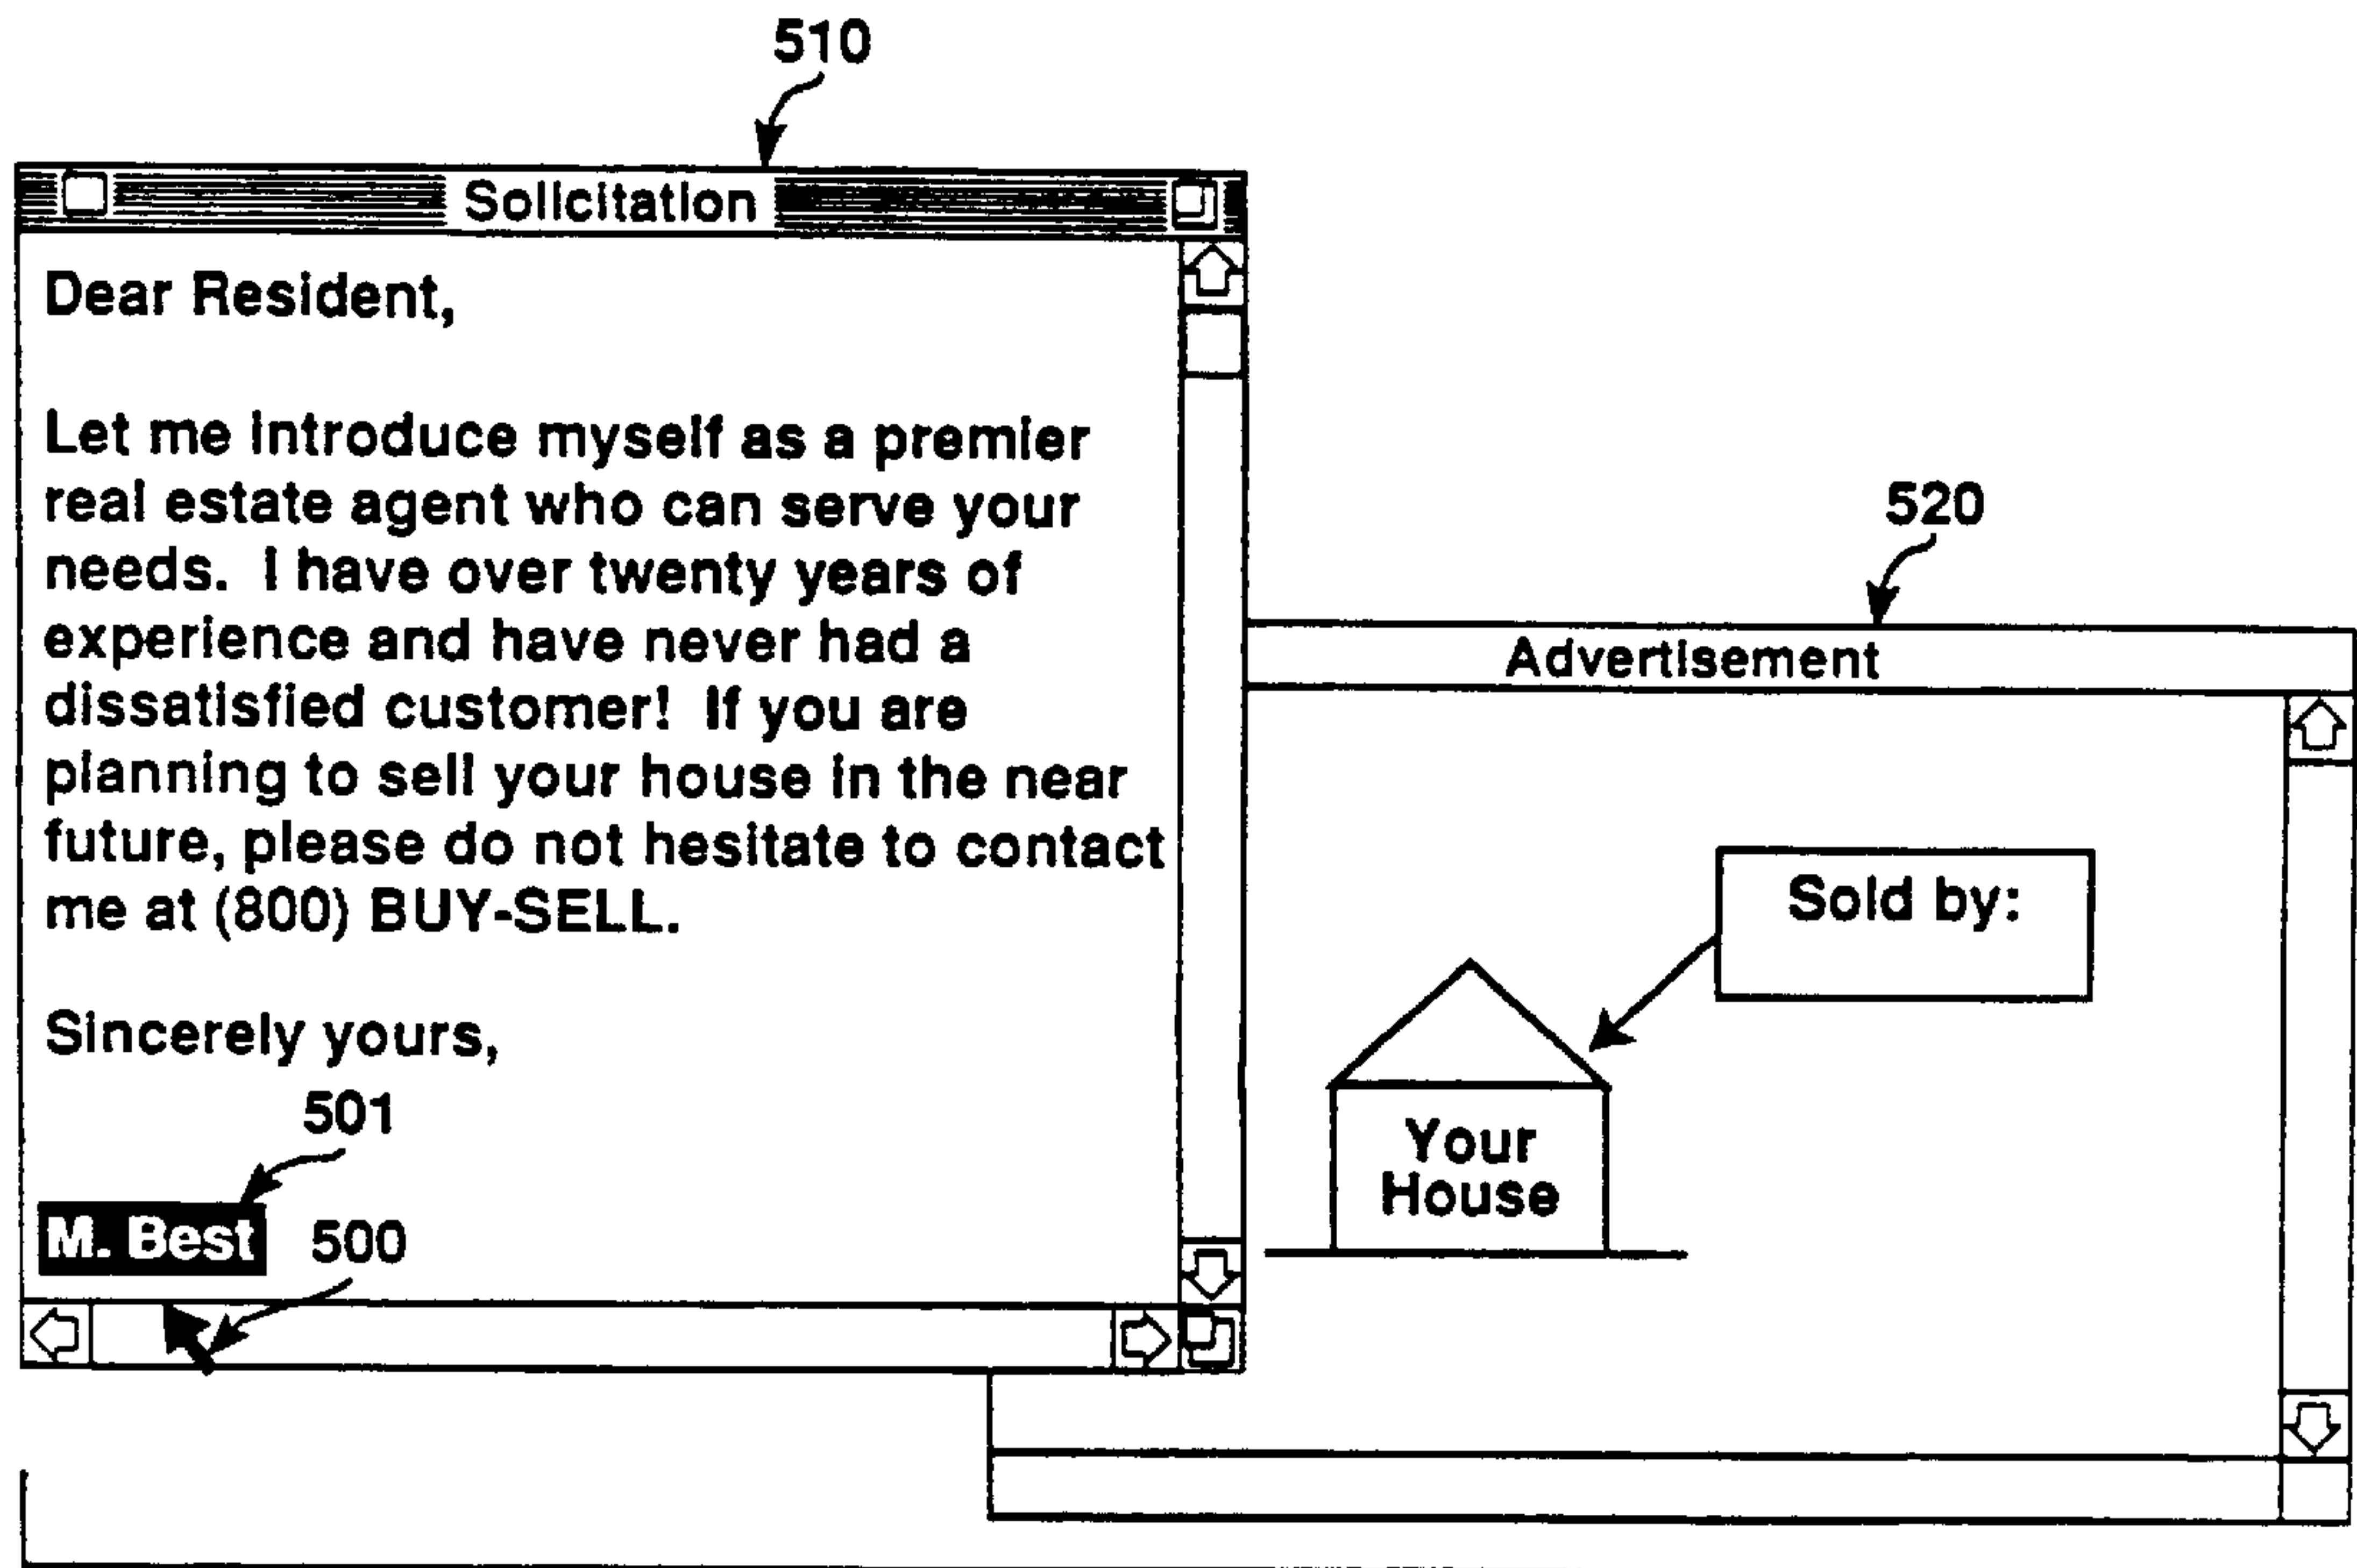 510
Solicitation
Dear Resident,
Let me introduce myself as a premier
real estate agent who can serve your
needs. I have over twenty years of
experience and have never had a
dissatisfied customer! If you are
planning to sell your house in the near
future, please do not hesitate to contact
me at (800) BUY-SELL.
Sincerely yours,
501
M. Best
500
520
Advertisement
Sold by:
Your
House